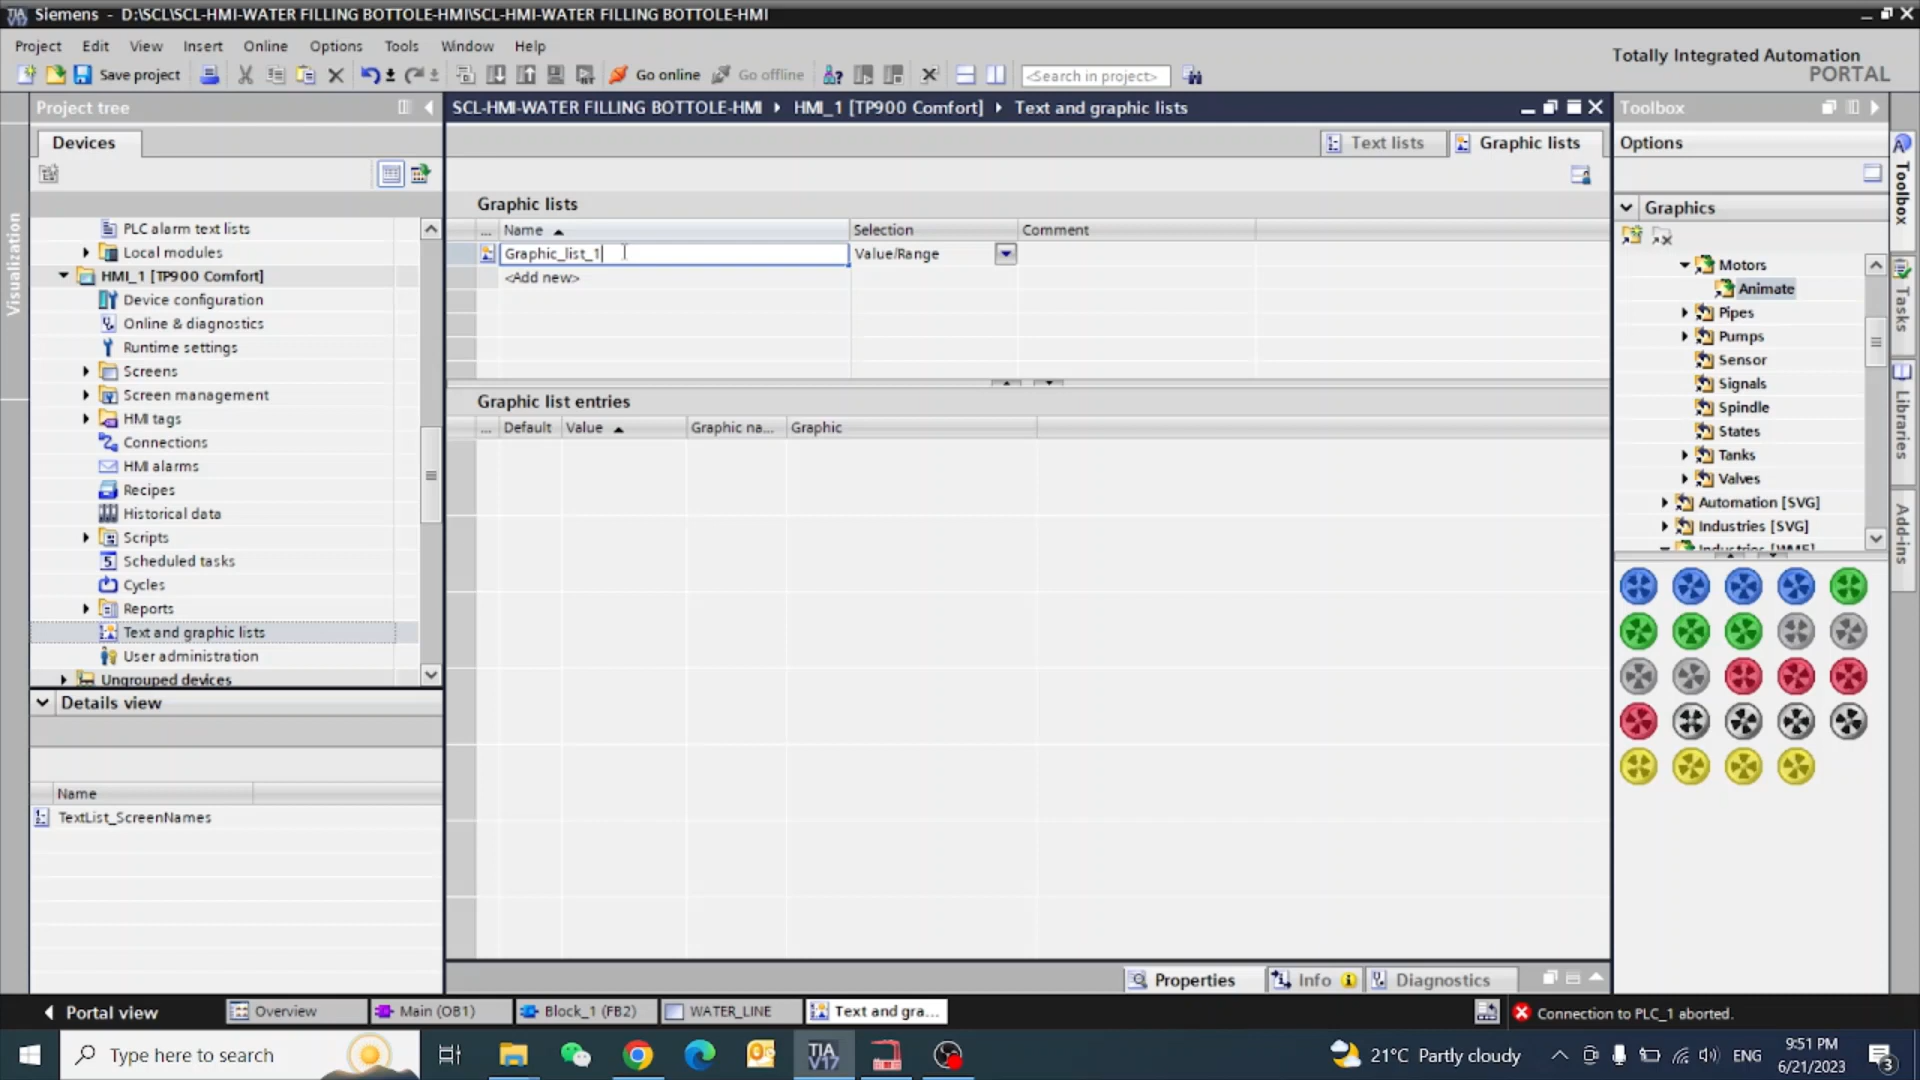 Siemens - D:\SCL\SCL-HMI-WATER FILLING BOTTOLE-HMI\SCL-HMI-WATER FILLING BOTTOLE-HMI
Project Edit View Insert Online Options Tools Window Help
Totally Integrated Automation
PORTAL
Save project
Go online
Go offline
<Search in project>
Project tree
SCL-HMI-WATER FILLING BOTTOLE-HMI HMI_1 [TP900 Comfort] Text and graphic lists
Toolbox
Devices
Text lists
Graphic lists
Options
Visualization
PLC alarm text lists
Local modules
HMI_1 [TP900 Comfort]
Device configuration
Online & diagnostics
Runtime settings
Screens
Screen management
HMI tags
Connections
HMI alarms
Recipes
Historical data
Scripts
Scheduled tasks
Cycles
Reports
Text and graphic lists
User administration
Ungrouped devices
Details view
Name
TextList_ScreenNames
Graphic lists
... Name Selection Comment
Graphic_list_1 Value/Range
<Add new>
Graphic list entries
... Default Value Graphic na... Graphic
Graphics
Motors
Animate
Pipes
Pumps
Sensor
Signals
Spindle
States
Tanks
Valves
Automation [SVG]
Industries [SVG]
Industries [WMF]
Toolbox
Tasks
Libraries
Add-ins
Properties Info Diagnostics
Portal view Overview Main (OB1) Block_1 (FB2) WATER_LINE Text and gra...
Connection to PLC_1 aborted.
Type here to search
TIA
V17
21°C Partly cloudy
ENG
9:51 PM
6/21/2023
3